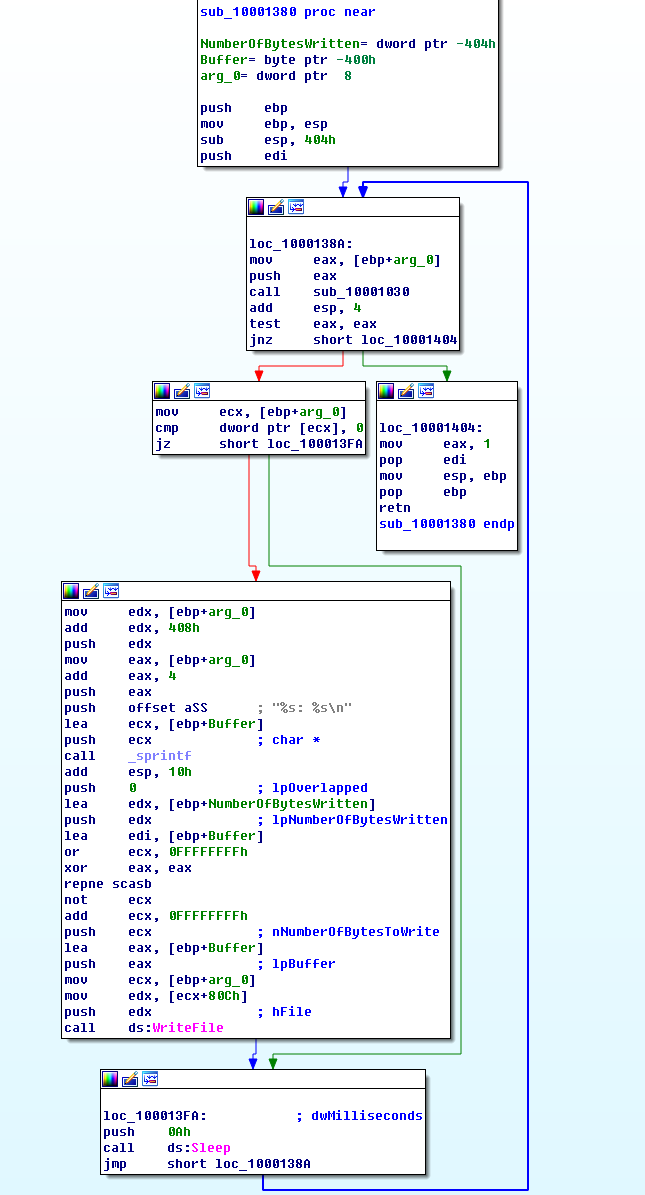 sub_10001380 proc near
NumberOfBytesWritten= dword ptr -404h
Buffer= byte ptr -400h
arg_0= dword ptr  8
push    ebp
mov     ebp, esp
sub     esp, 404h
push    edi
loc_1000138A:
mov     eax, [ebp+arg_0]
push    eax
call    sub_10001030
add     esp, 4
test    eax, eax
jnz     short loc_10001404
mov     ecx, [ebp+arg_0]
cmp     dword ptr [ecx], 0
jz      short loc_100013FA
loc_10001404:
mov     eax, 1
pop     edi
mov     esp, ebp
pop     ebp
retn
sub_10001380 endp
mov     edx, [ebp+arg_0]
add     edx, 408h
push    edx
mov     eax, [ebp+arg_0]
add     eax, 4
push    eax
push    offset aSS      ; "%s: %s\n"
lea     ecx, [ebp+Buffer]
push    ecx             ; char *
call    _sprintf
add     esp, 10h
push    0               ; lpOverlapped
lea     edx, [ebp+NumberOfBytesWritten]
push    edx             ; lpNumberOfBytesWritten
lea     edi, [ebp+Buffer]
or      ecx, 0FFFFFFFFh
xor     eax, eax
repne scasb
not     ecx
add     ecx, 0FFFFFFFFh
push    ecx             ; nNumberOfBytesToWrite
lea     eax, [ebp+Buffer]
push    eax             ; lpBuffer
mov     ecx, [ebp+arg_0]
mov     edx, [ecx+80Ch]
push    edx             ; hFile
call    ds:WriteFile
loc_100013FA:           ; dwMilliseconds
push    0Ah
call    ds:Sleep
jmp     short loc_1000138A